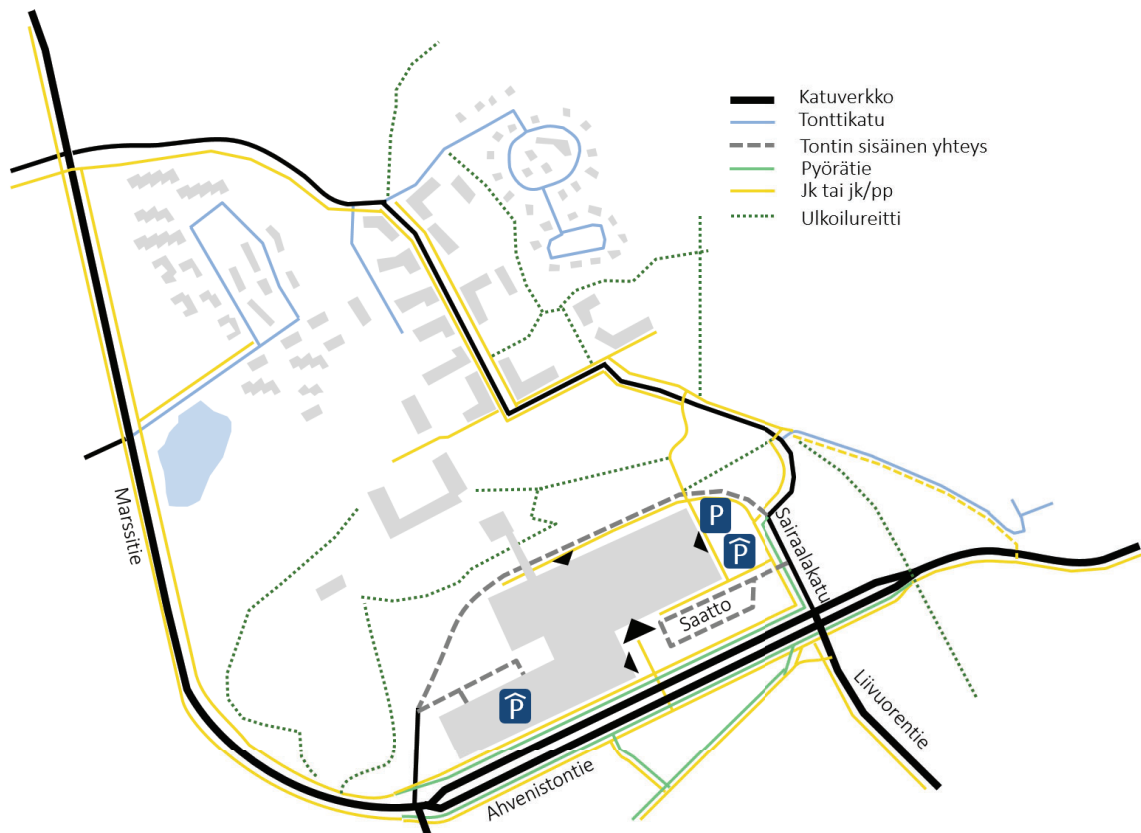 Katuverkko
Tonttikatu
Tontin sisäinen yhteys
Pyörätie
Jk tai jk/pp
Ulkoilureitti
Marssitie
P
P
Sairaalakatu
Saatto
P
Liivuorentie
Ahvenistontie